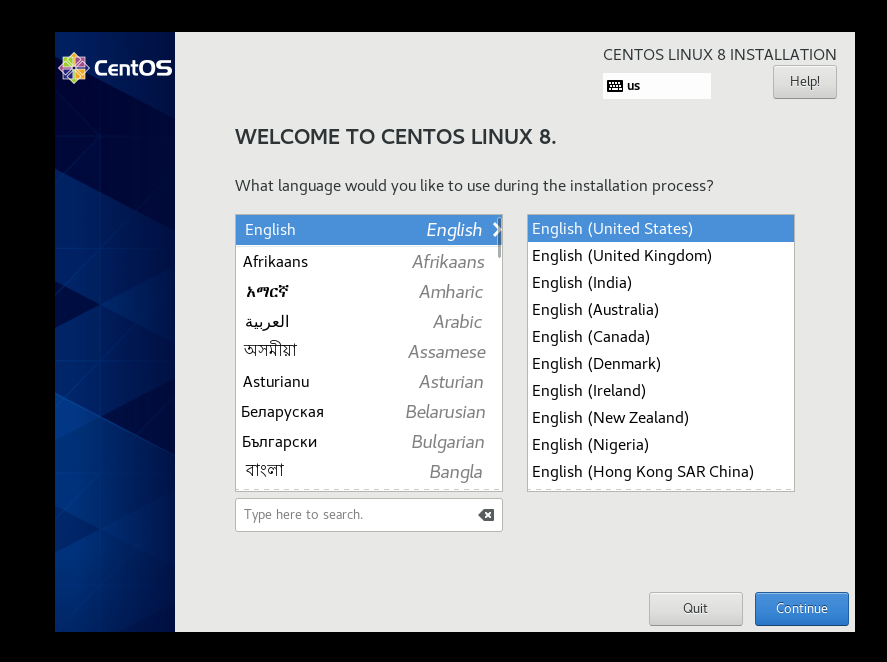 CentOS
CENTOS LINUX 8 INSTALLATION
us
Help!
WELCOME TO CENTOS LINUX 8.
What language would you like to use during the installation process?
English English
Afrikaans Afrikaans
አማርኛ Amharic
العربية Arabic
অসমীয়া Assamese
Asturianu Asturian
Беларуская Belarusian
Български Bulgarian
বাংলা Bangla
English (United States)
English (United Kingdom)
English (India)
English (Australia)
English (Canada)
English (Denmark)
English (Ireland)
English (New Zealand)
English (Nigeria)
English (Hong Kong SAR China)
Type here to search.
Quit
Continue